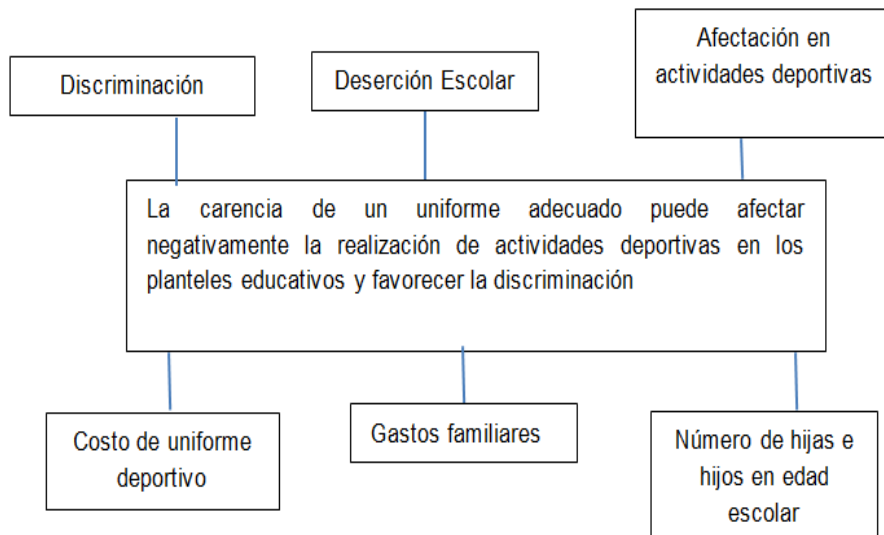 Discriminación
Deserción Escolar
Afectación en
actividades deportivas
La carencia de un uniforme adecuado puede afectar
negativamente la realización de actividades deportivas en los
planteles educativos y favorecer la discriminación
Costo de uniforme
deportivo
Gastos familiares
Número de hijas e
hijos en edad
escolar